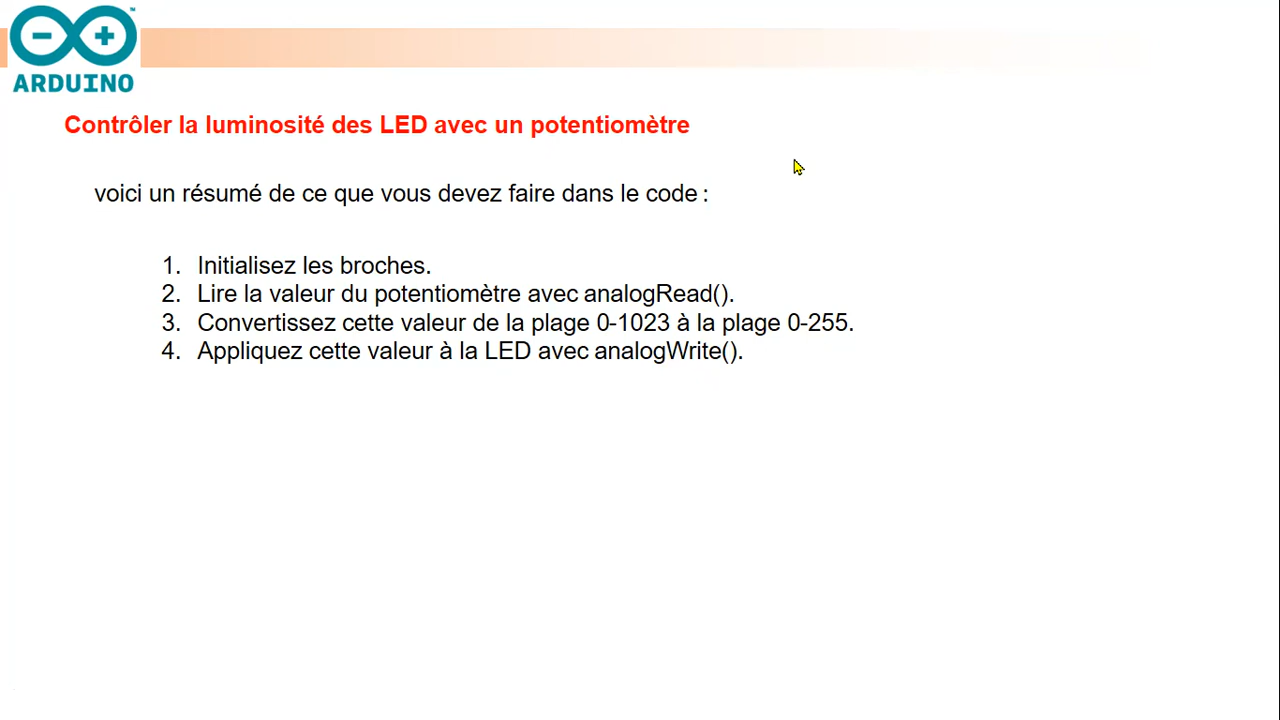 ARDUINO
Contrôler la luminosité des LED avec un potentiomètre
voici un résumé de ce que vous devez faire dans le code :
1. Initialisez les broches.
2. Lire la valeur du potentiomètre avec analogRead().
3. Convertissez cette valeur de la plage 0-1023 à la plage 0-255.
4. Appliquez cette valeur à la LED avec analogWrite().